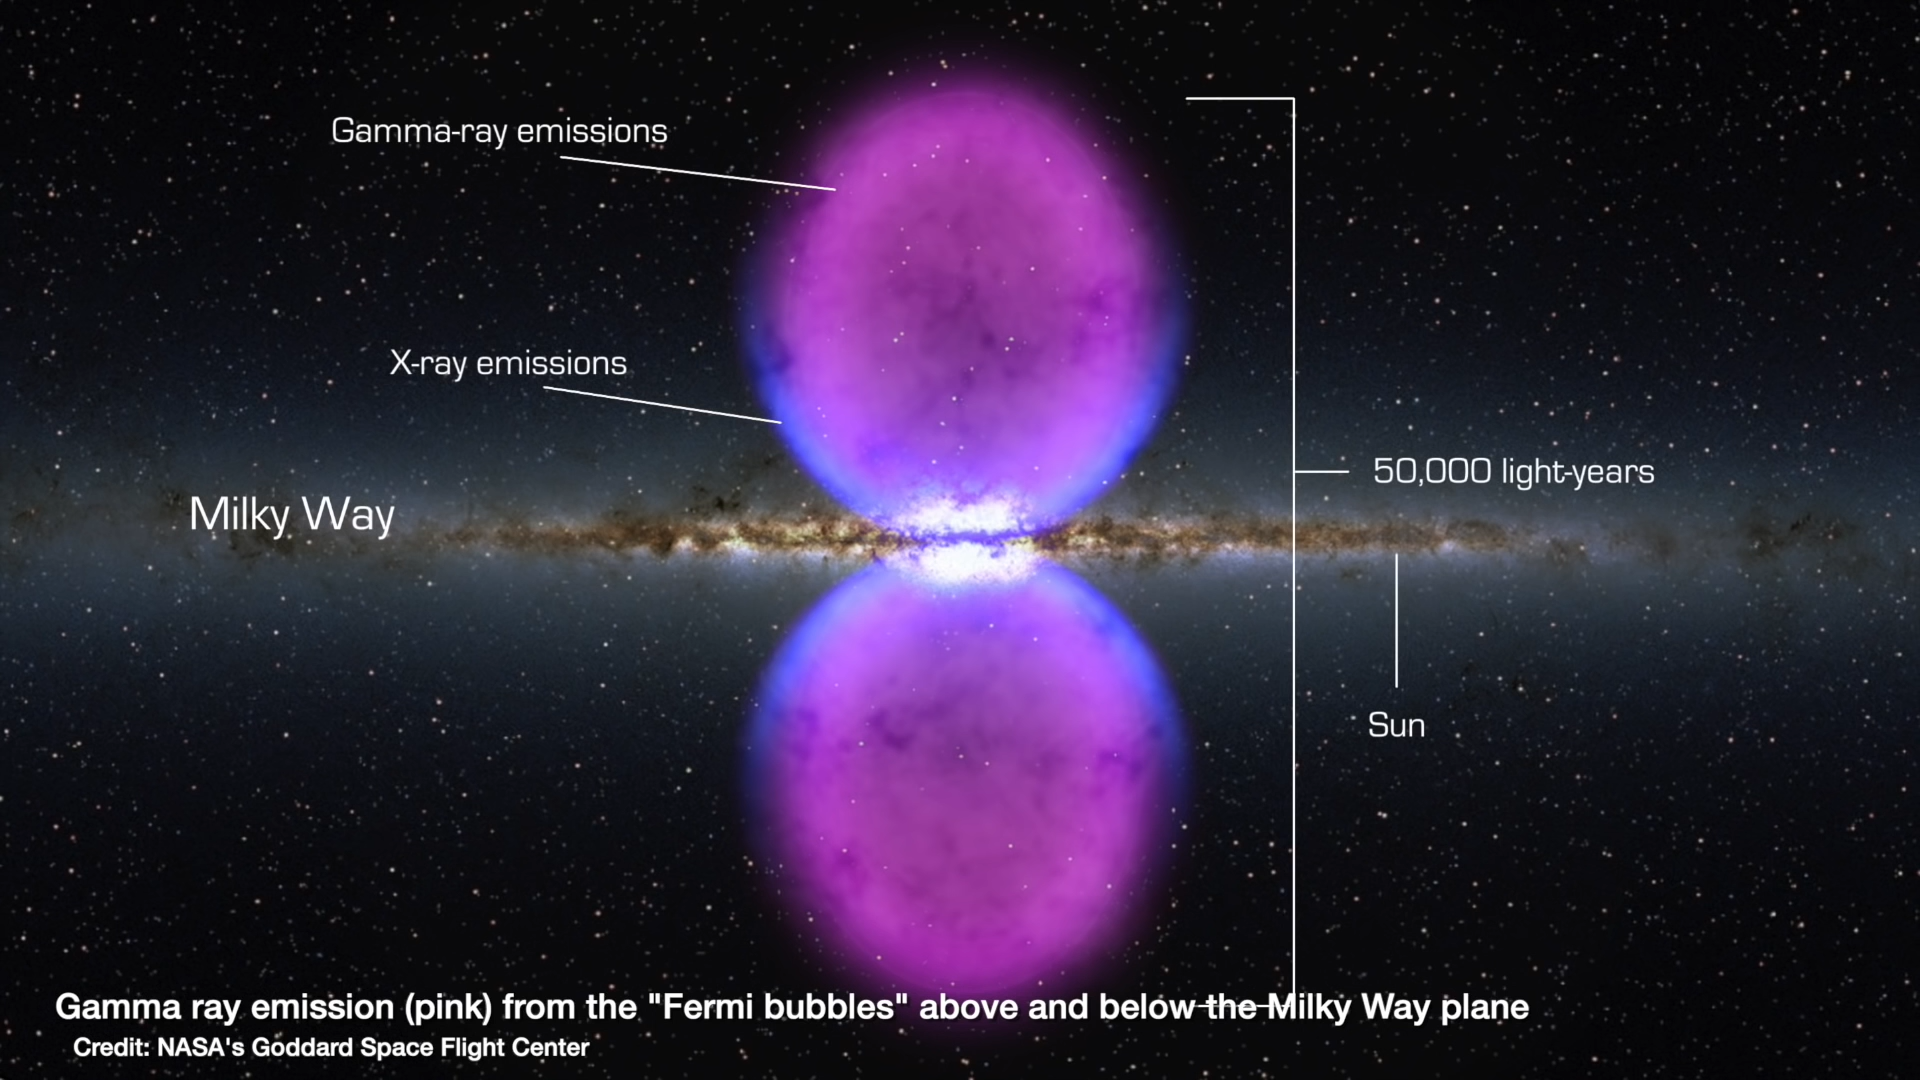 Gamma-ray emissions
X-ray emissions
50,000 light-years
Milky Way
Sun
Gamma ray emission (pink) from the "Fermi bubbles" above and below the Milky Way plane
Credit: NASA's Goddard Space Flight Center